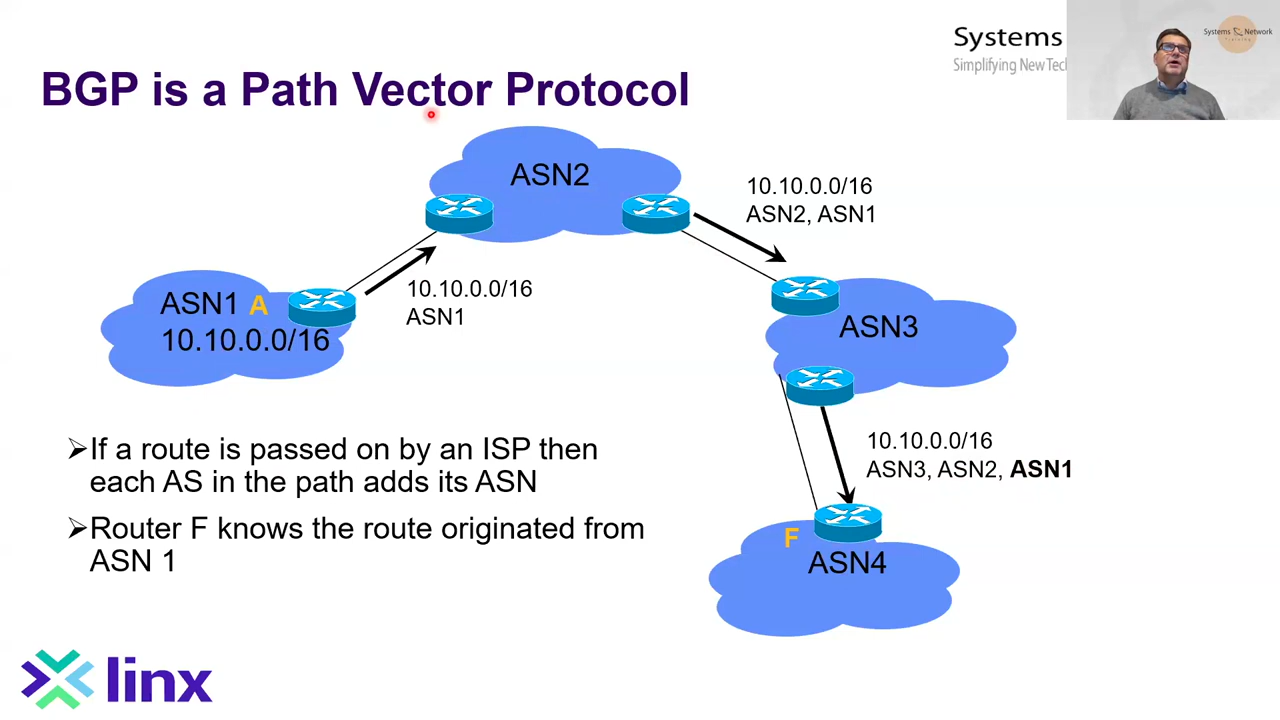 Systems
Simplifying New Tec
Systems Network
Training
BGP is a Path Vector Protocol
ASN2
10.10.0.0/16
ASN2, ASN1
ASN1 A
10.10.0.0/16
10.10.0.0/16
ASN1
ASN3
➢If a route is passed on by an ISP then
each AS in the path adds its ASN
➢Router F knows the route originated from
ASN 1
10.10.0.0/16
ASN3, ASN2, ASN1
F
ASN4
linx